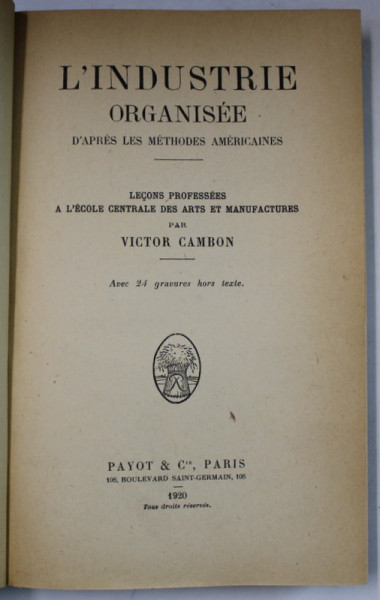 L'INDUSTRIE
ORGANISÉE
D'APRÈS LES MÉTHODES AMÉRICAINES
LEÇONS PROFESSÉES
A L'ÉCOLE CENTRALE DES ARTS ET MANUFACTURES
PAR
VICTOR CAMBON
Avec 24 gravures hors texte.
PAYOT & Cie, PARIS
106, BOULEVARD SAINT-GERMAIN, 106
1920
Tous droits réservés.